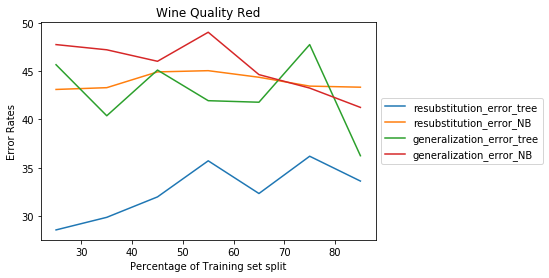 Wine Quality Red
50
45
40
35
30
Error Rates
30
40
50
60
70
80
Percentage of Training set split
resubstitution_error_tree
resubstitution_error_NB
generalization_error_tree
generalization_error_NB